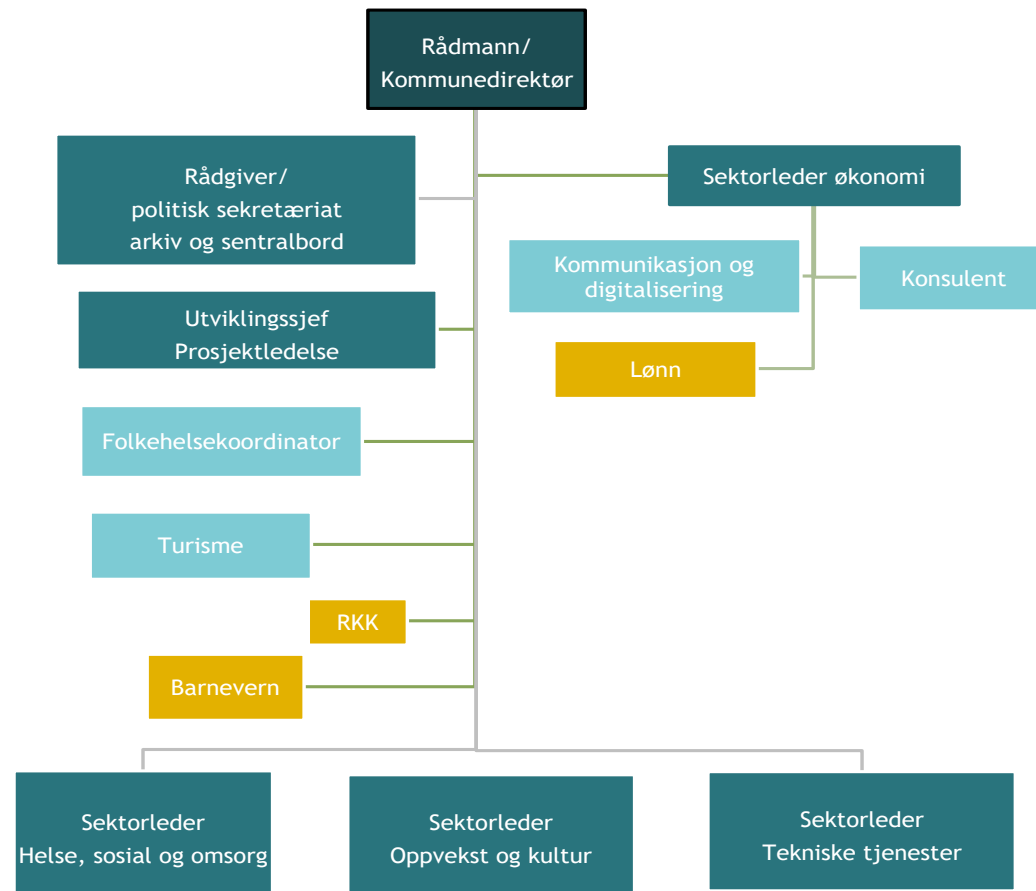 Rådmann/
Kommunedirektør
Rådgiver/
politisk sekretæriat
arkiv og sentralbord
Sektorleder økonomi
Kommunikasjon og
digitalisering
Konsulent
Utviklingssjef
Prosjektledelse
Lønn
Folkehelsekoordinator
Turisme
RKK
Barnevern
Sektorleder
Helse, sosial og omsorg
Sektorleder
Oppvekst og kultur
Sektorleder
Tekniske tjenester